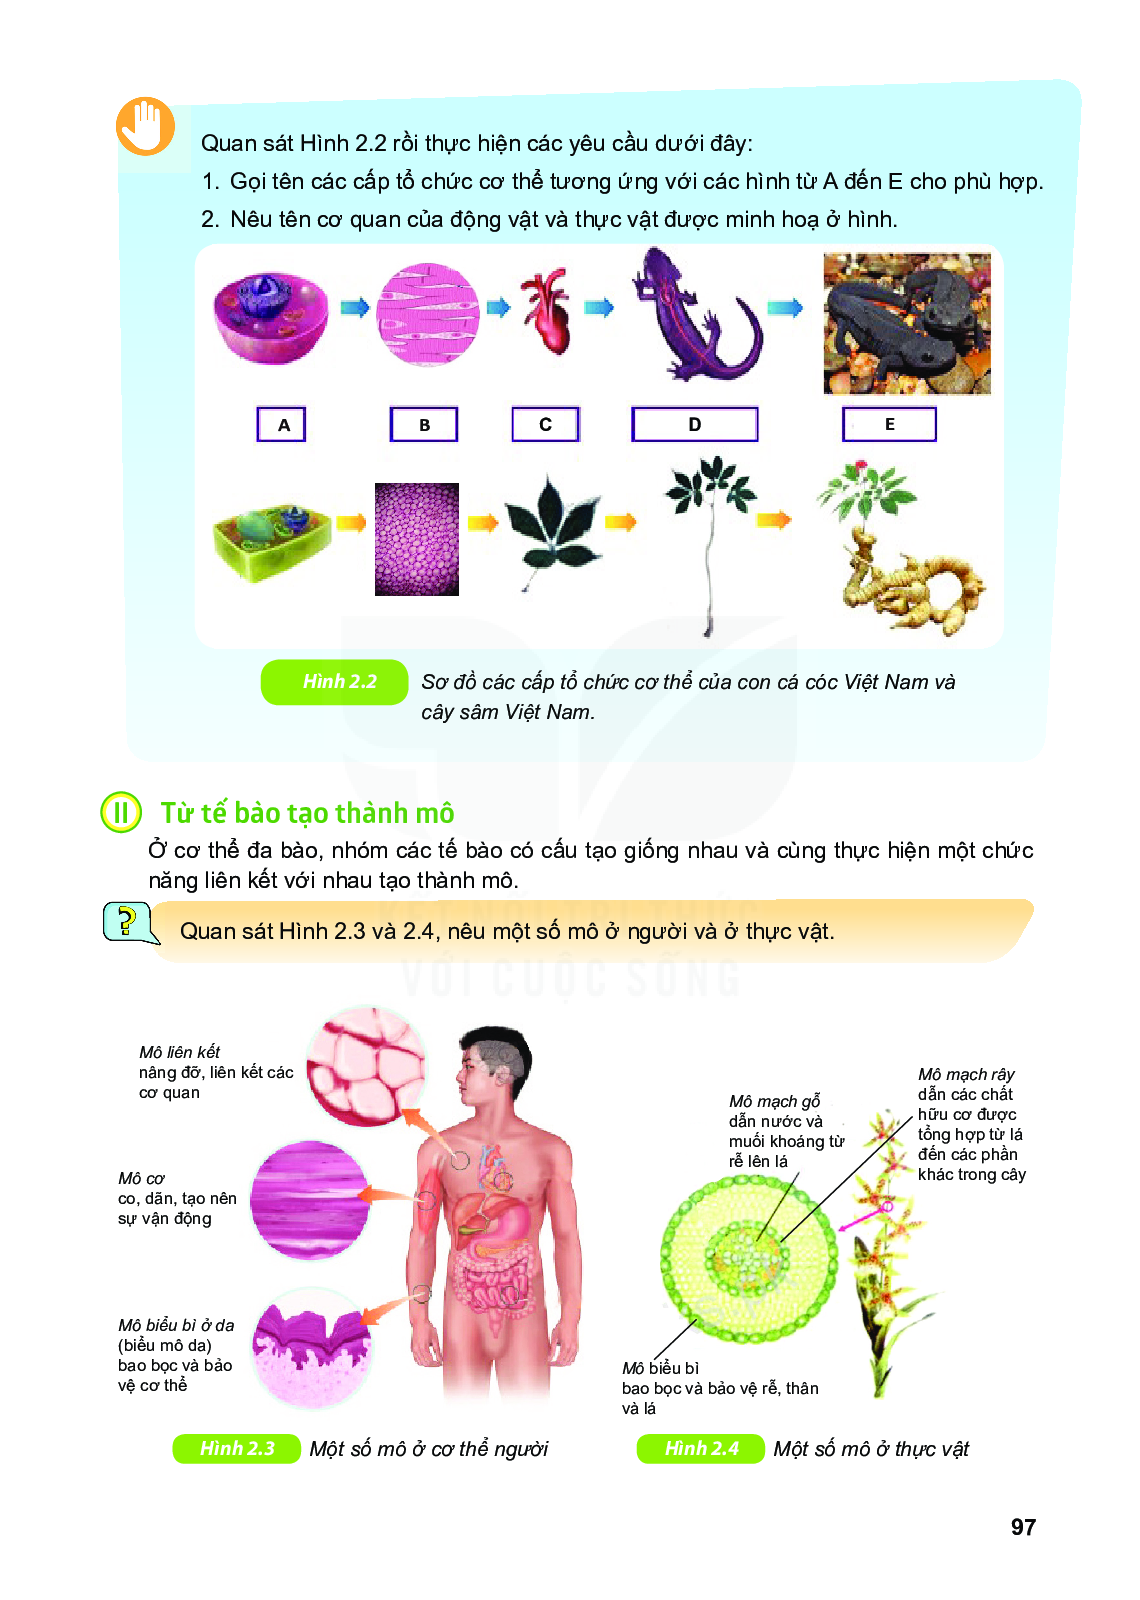 Quan sát Hình 2.2 rồi thực hiện các yêu cầu dưới đây:
1. Gọi tên các cấp tổ chức cơ thể tương ứng với các hình từ A đến E cho phù hợp.
2. Nêu tên cơ quan của động vật và thực vật được minh hoạ ở hình.
A
B
C
D
E
Hình 2.2
Sơ đồ các cấp tổ chức cơ thể của con cá cóc Việt Nam và
cây sâm Việt Nam.
II Từ tế bào tạo thành mô
Ở cơ thể đa bào, nhóm các tế bào có cấu tạo giống nhau và cùng thực hiện một chức
năng liên kết với nhau tạo thành mô.
KẾT NỐI TRI THỨC
? Quan sát Hình 2.3 và 2.4, nêu một số mô ở người và ở thực vật.
VỚI CUỘC SỐNG
Mô liên kết
nâng đỡ, liên kết các
cơ quan
Mô cơ
co, dãn, tạo nên
sự vận động
Mô biểu bì ở da
(biểu mô da)
bao bọc và bảo
vệ cơ thể
Hình 2.3 Một số mô ở cơ thể người
Mô mạch gỗ
dẫn nước và
muối khoáng từ
rễ lên lá
Mô mạch rây
dẫn các chất
hữu cơ được
tổng hợp từ lá
đến các phần
khác trong cây
Mô biểu bì
bao bọc và bảo vệ rễ, thân
và lá
Hình 2.4 Một số mô ở thực vật
97